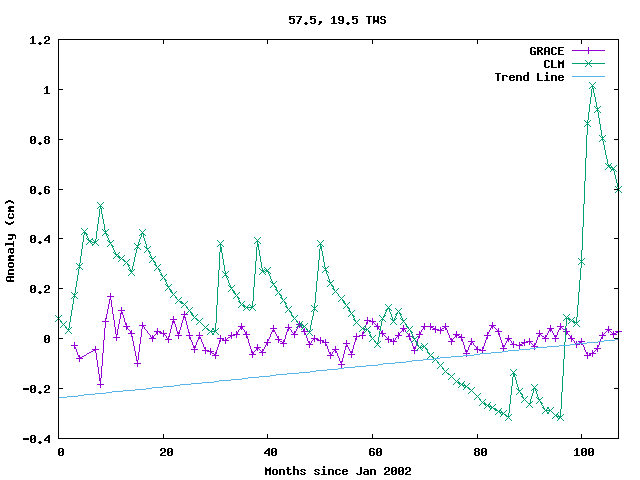 57.5, 19.5 TWS
GRACE
CLM
Trend Line
1.2
1
0.8
0.6
0.4
0.2
0
-0.2
-0.4
Anomaly (cm)
0 20 40 60 80 100
Months since Jan 2002